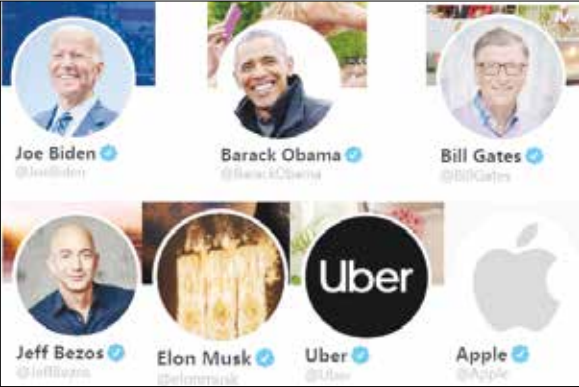 Joe Biden
@JoeBiden
Barack Obama
@BarackObama
Bill Gates
@BillGates
Jeff Bezos
@JeffBezos
Elon Musk
@elonmusk
Uber
Uber
@Uber
Apple
@Apple